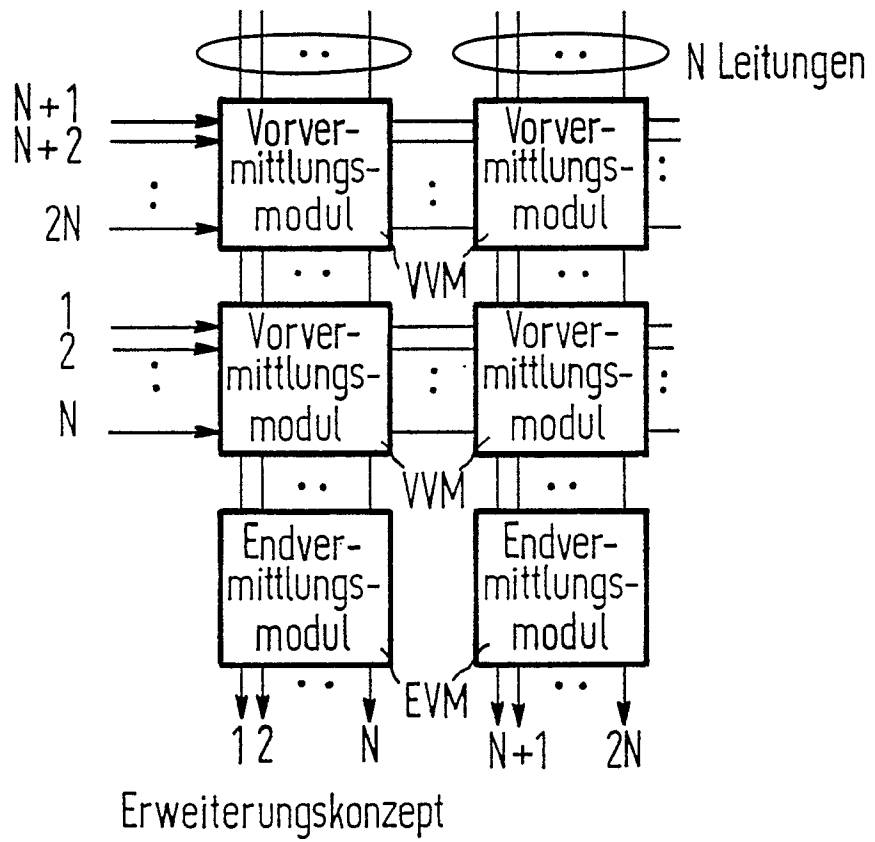 N Leitungen
N+1
N+2
2N
Vorver-
mittlungs-
modul
Vorver-
mittlungs-
modul
VVM
1
2
N
Vorver-
mittlungs-
modul
Vorver-
mittlungs-
modul
VVM
Endver-
mittlungs-
modul
Endver-
mittlungs-
modul
EVM
1 2 N N+1 2N
Erweiterungskonzept